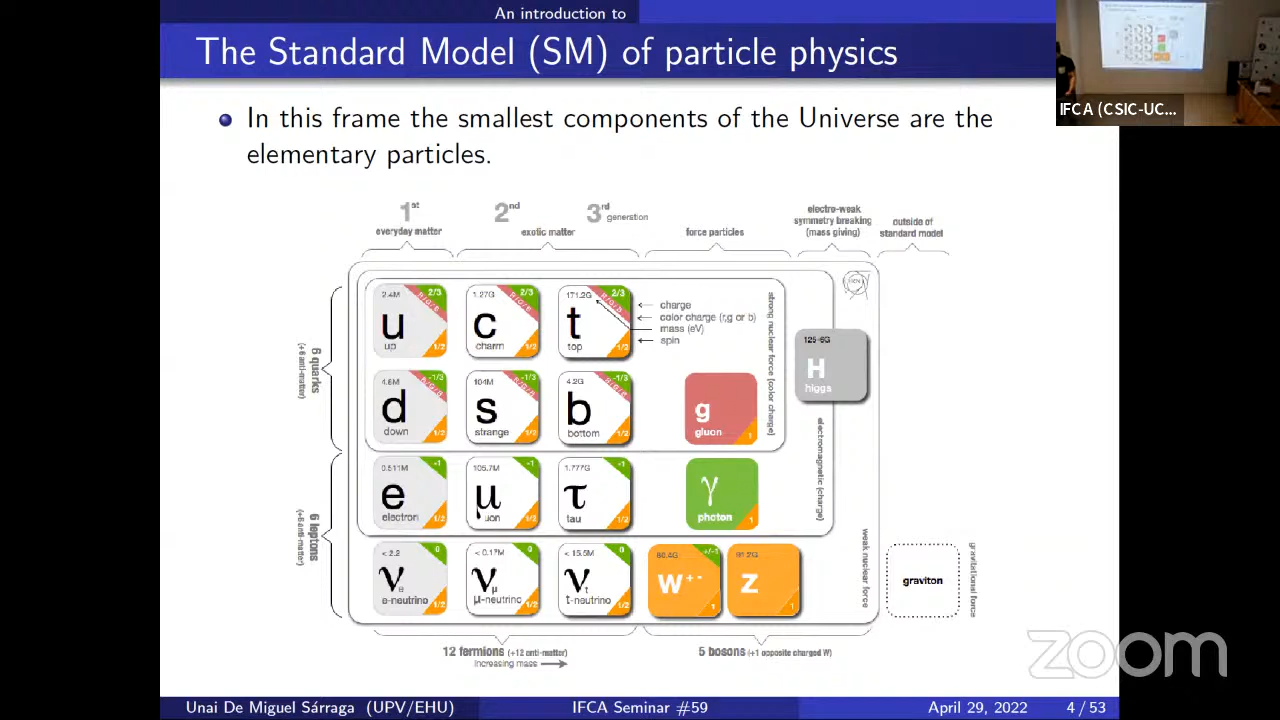 An introduction to
The Standard Model (SM) of particle physics
IFCA (CSIC-UC...
In this frame the smallest components of the Universe are the
elementary particles.
1st
2nd
3rd generation
everyday matter
exotic matter
force particles
electro-weak
symmetry breaking
(mass giving)
outside of
standard model
6 quarks
(+6 anti-matter)
2.4M
2/3
R/G/B
u
up
1/2
1.27G
2/3
R/G/B
c
charm
1/2
171.2G
2/3
R/G/B
t
top
1/2
charge
color charge (r,g or b)
mass (eV)
spin
strong nuclear force (color charge)
125-6G
H
higgs
4.8M
-1/3
R/G/B
d
down
1/2
104M
-1/3
R/G/B
s
strange
1/2
4.2G
-1/3
R/G/B
b
bottom
1/2
g
gluon
1
electromagnetic (charge)
6 leptons
(+6 anti-matter)
0.511M
-1
e
electron
1/2
105.7M
-1
μ
muon
1/2
1.777G
-1
τ
tau
1/2
γ
photon
1
weak nuclear force
< 2.2
0
νe
e-neutrino
1/2
< 0.17M
0
νμ
μ-neutrino
1/2
< 15.5M
0
ντ
τ-neutrino
1/2
80.4G
+/-1
W+-
1
91.2G
Z
1
graviton
gravitational force
12 fermions (+12 anti-matter)
increasing mass →
5 bosons (+1 opposite charged W)
zoom
Unai De Miguel Sárraga (UPV/EHU)
IFCA Seminar #59
April 29, 2022
4 / 53